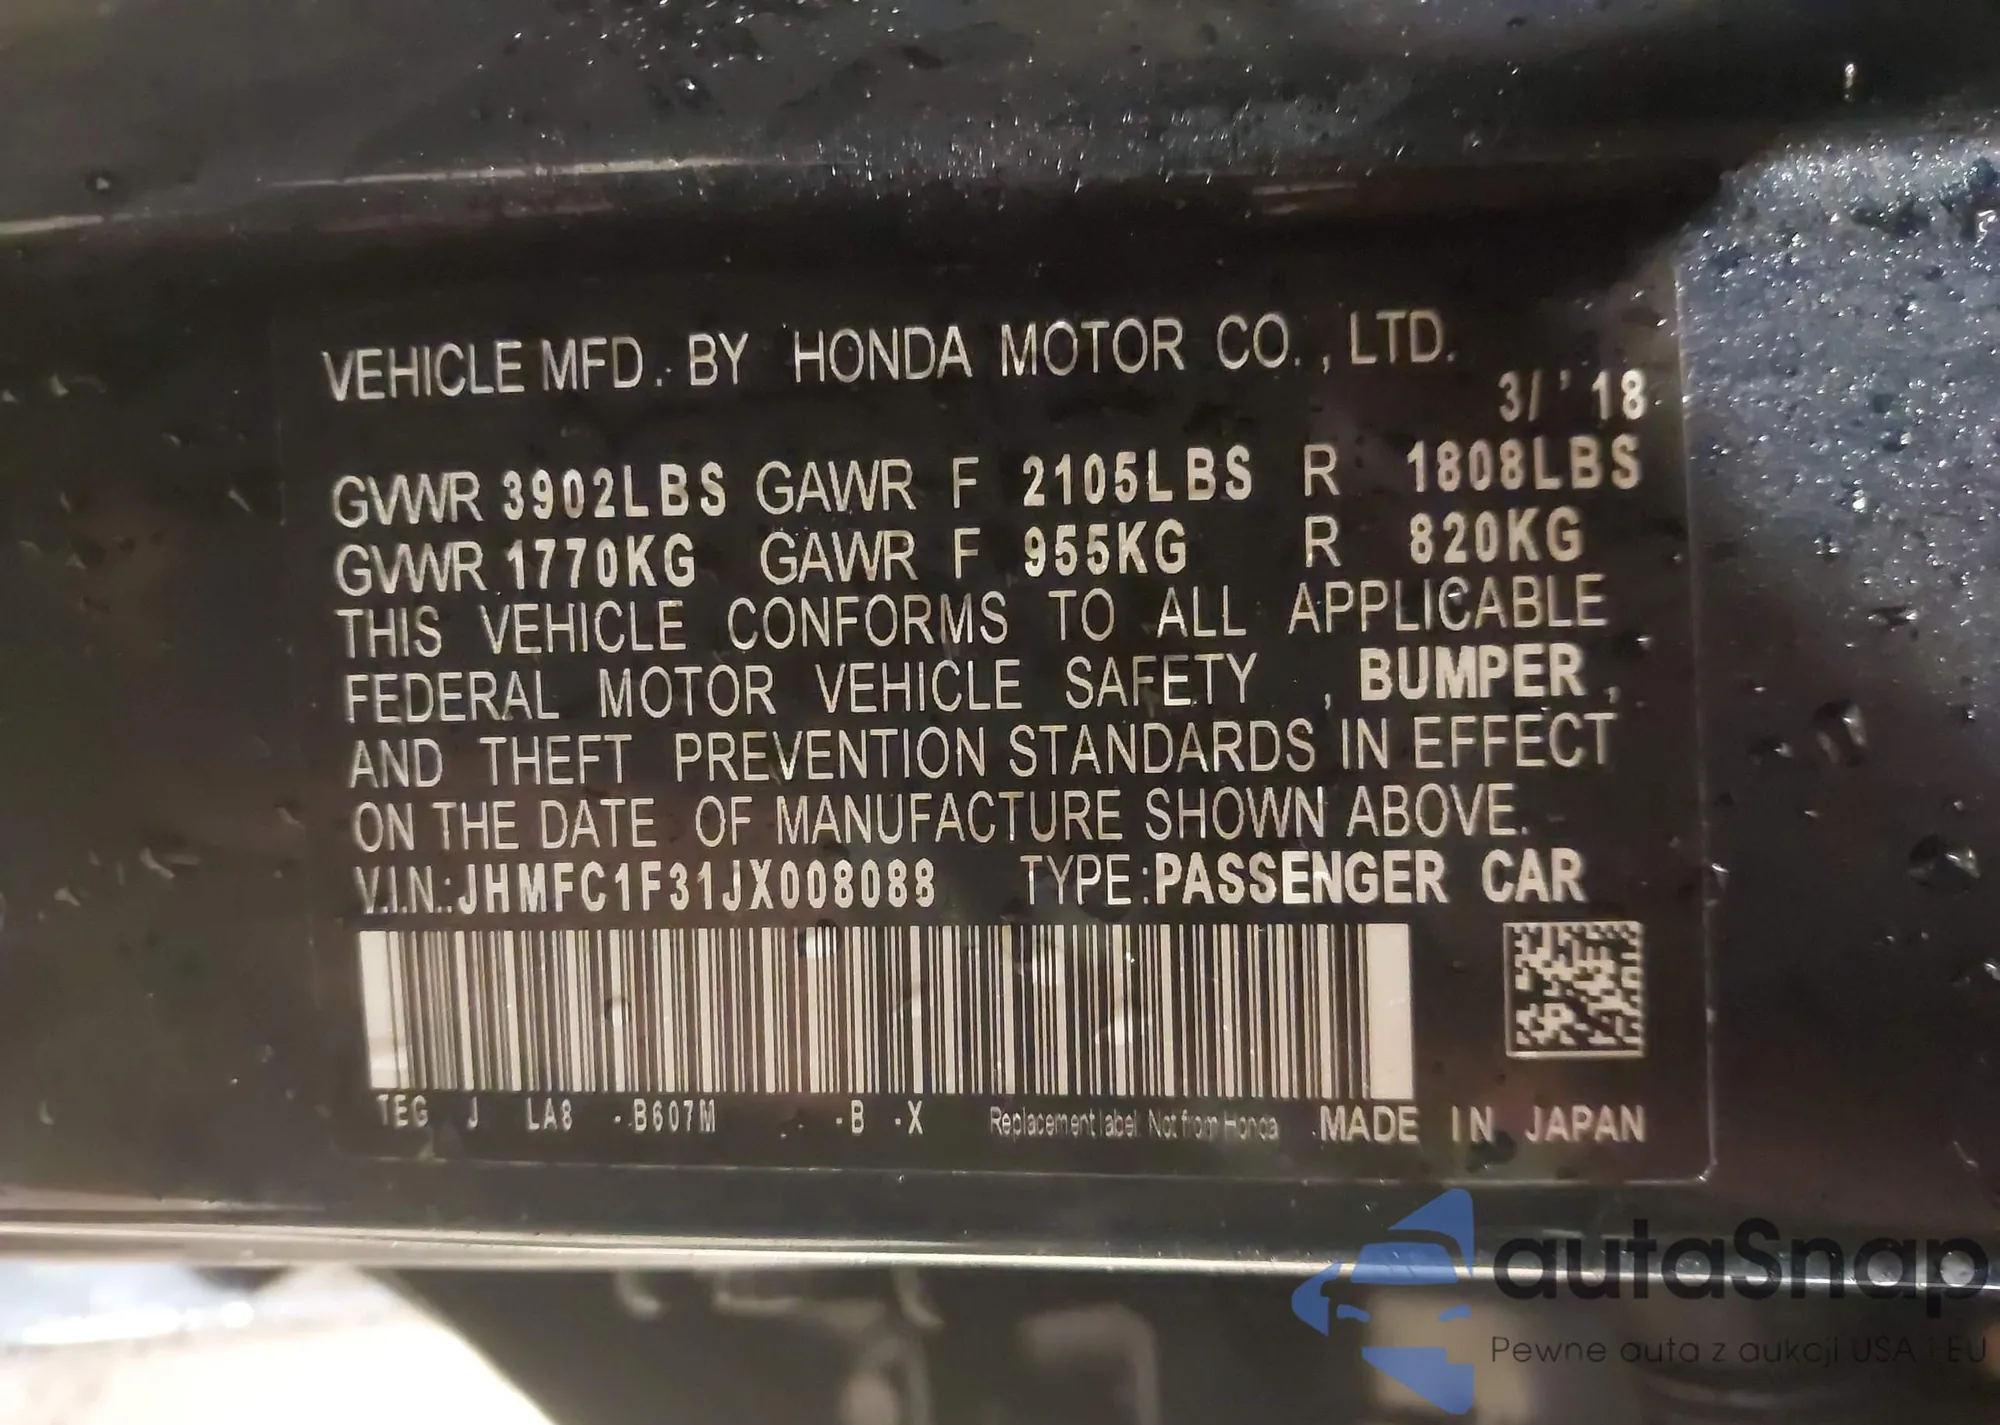 VEHICLE MFD. BY HONDA MOTOR CO., LTD.
3/ '18
GVWR 3902LBS GAWR F 2105LBS R 1808LBS
GVWR 1770KG GAWR F 955KG R 820KG
THIS VEHICLE CONFORMS TO ALL APPLICABLE
FEDERAL MOTOR VEHICLE SAFETY , BUMPER ,
AND THEFT PREVENTION STANDARDS IN EFFECT
ON THE DATE OF MANUFACTURE SHOWN ABOVE.
V.I.N.:JHMFC1F31JX008088 TYPE:PASSENGER CAR
TEG J LA8 -B607M -B -X Replacement label. Not from Honda MADE IN JAPAN
autaSnap
Pewne auta z aukcji USA i EU